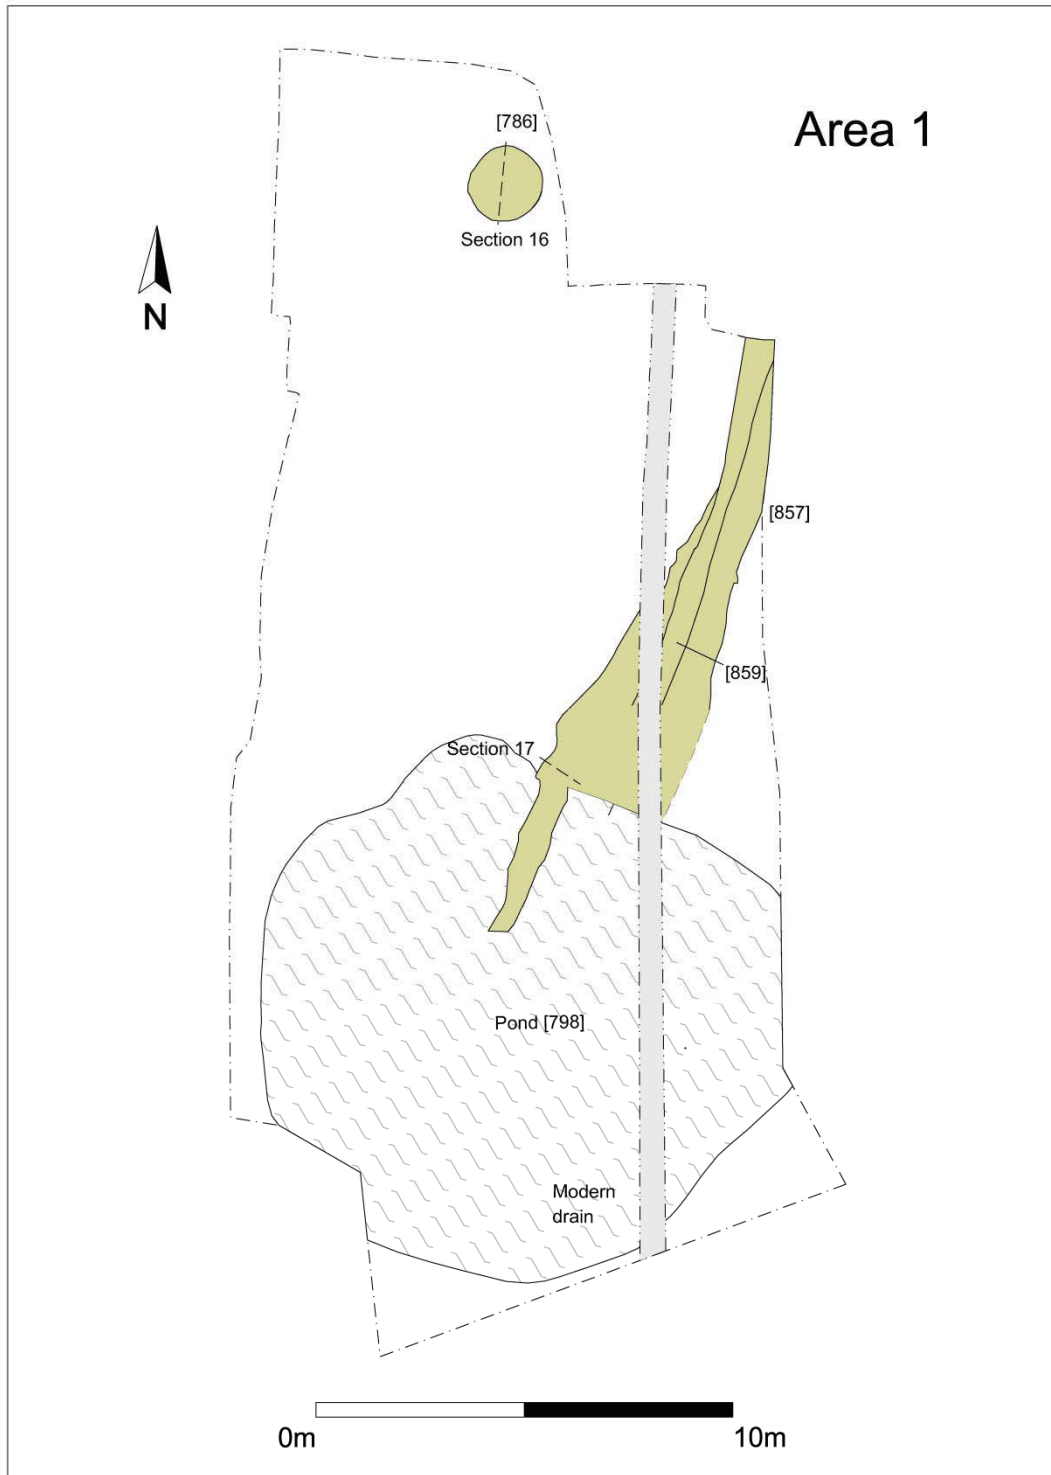 Area 1
[786]
Section 16
N
[857]
[859]
Section 17
Pond [798]
Modern
drain
0m
10m